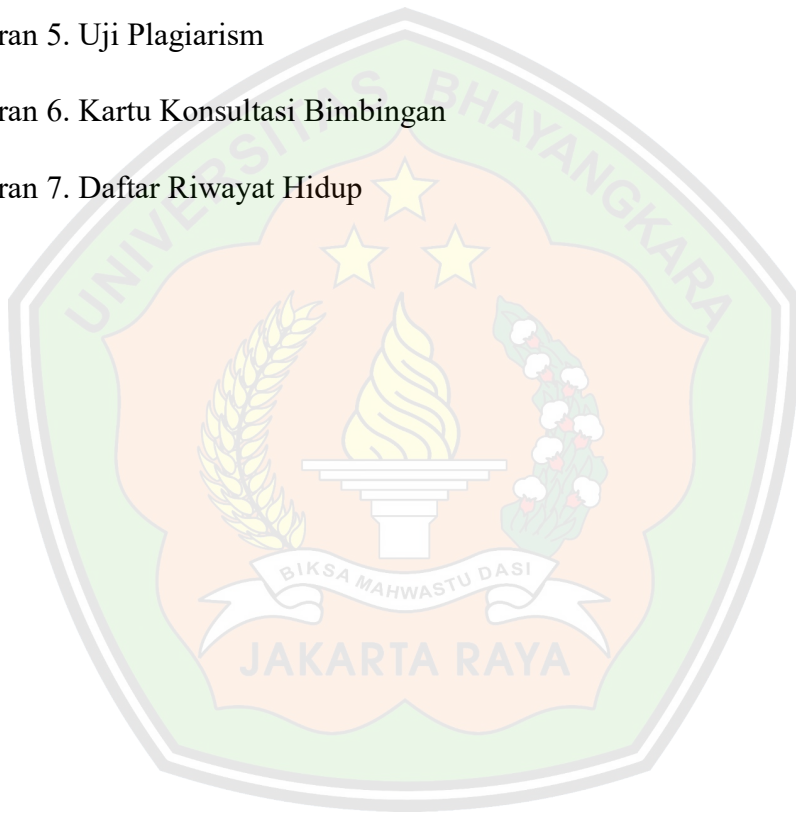 ran 5. Uji Plagiarism
ran 6. Kartu Konsultasi Bimbingan
ran 7. Daftar Riwayat Hidup
UNIVERSITAS BHAYANGKARA
BIKSA MAHWASTU DASI
JAKARTA RAYA